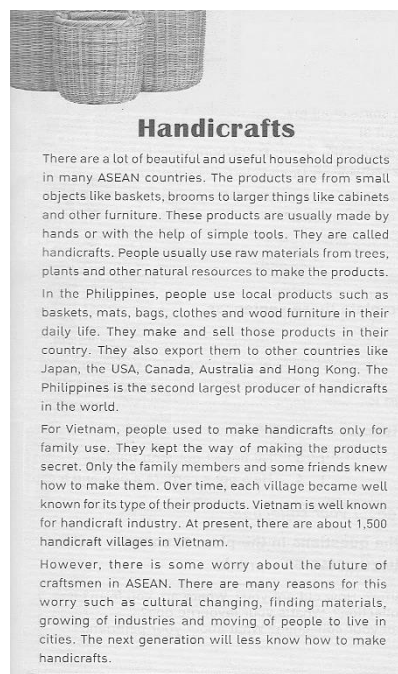 Handicrafts
There are a lot of beautiful and useful household products
in many ASEAN countries. The products are from small
objects like baskets, brooms to larger things like cabinets
and other furniture. These products are usually made by
hands or with the help of simple tools. They are called
handicrafts. People usually use raw materials from trees,
plants and other natural resources to make the products.
In the Philippines, people use local products such as
baskets, mats, bags, clothes and wood furniture in their
daily life. They make and sell those products in their
country. They also export them to other countries like
Japan, the USA, Canada, Australia and Hong Kong. The
Philippines is the second largest producer of handicrafts
in the world.
For Vietnam, people used to make handicrafts only for
family use. They kept the way of making the products
secret. Only the family members and some friends knew
how to make them. Over time, each village became well
known for its type of their products. Vietnam is well known
for handicraft industry. At present, there are about 1,500
handicraft villages in Vietnam.
However, there is some worry about the future of
craftsmen in ASEAN. There are many reasons for this
worry such as cultural changing, finding materials,
growing of industries and moving of people to live in
cities. The next generation will less know how to make
handicrafts.